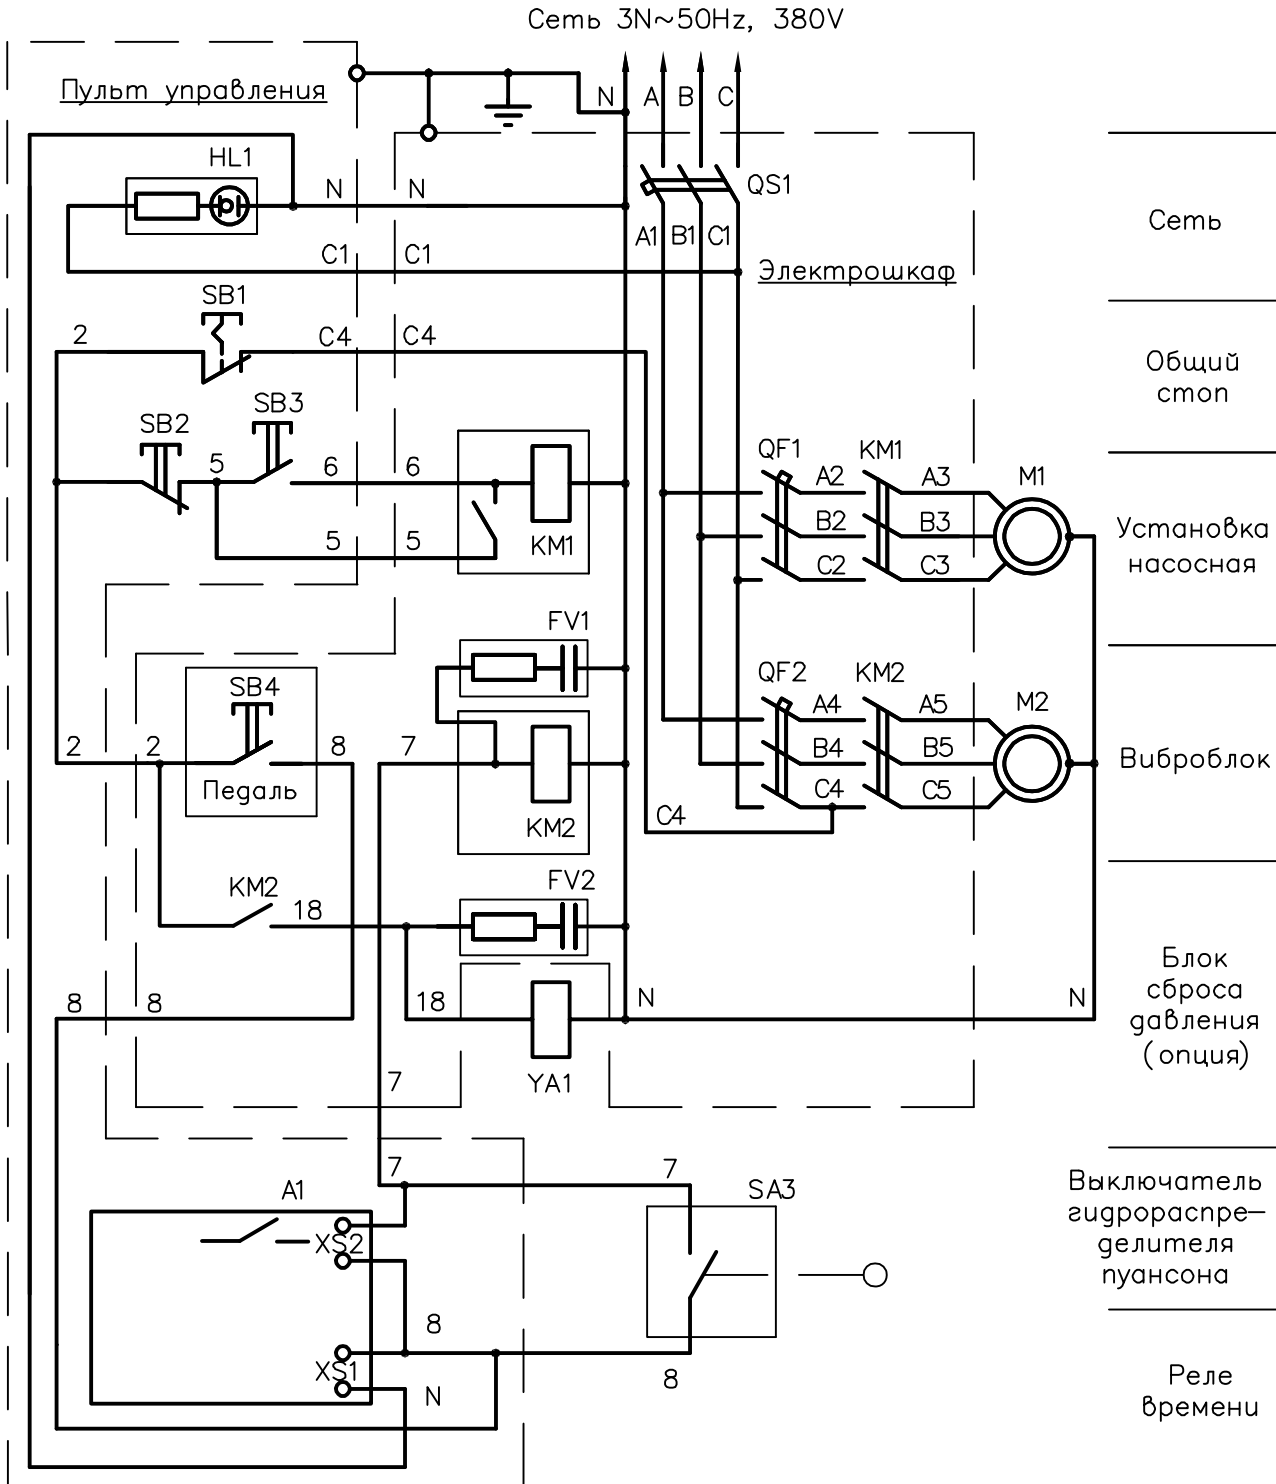 Сеть 3N~50Hz, 380V
Пульт управления
N A B C
HL1
N N
QS1
A1 B1 C1
Сеть
C1 C1
Электрошкаф
SB1
2 C4 C4
Общий
стоп
SB2 SB3
5 6 6
QF1 KM1
A2 A3 M1
B2 B3
5 5 KM1
C2 C3
Установка
насосная
FV1
SB4
QF2 KM2
A4 A5 M2
2 2 8 7
B4 B5
Виброблок
Педаль
C4 C5
KM2
C4
KM2 FV2
18
Блок
сброса
давления
(опция)
8 8 18 N N
7 YA1
7 7
A1 SA3
XS2
Выключатель
гидрораспре-
делителя
пуансона
8
XS1
N 8
Реле
времени